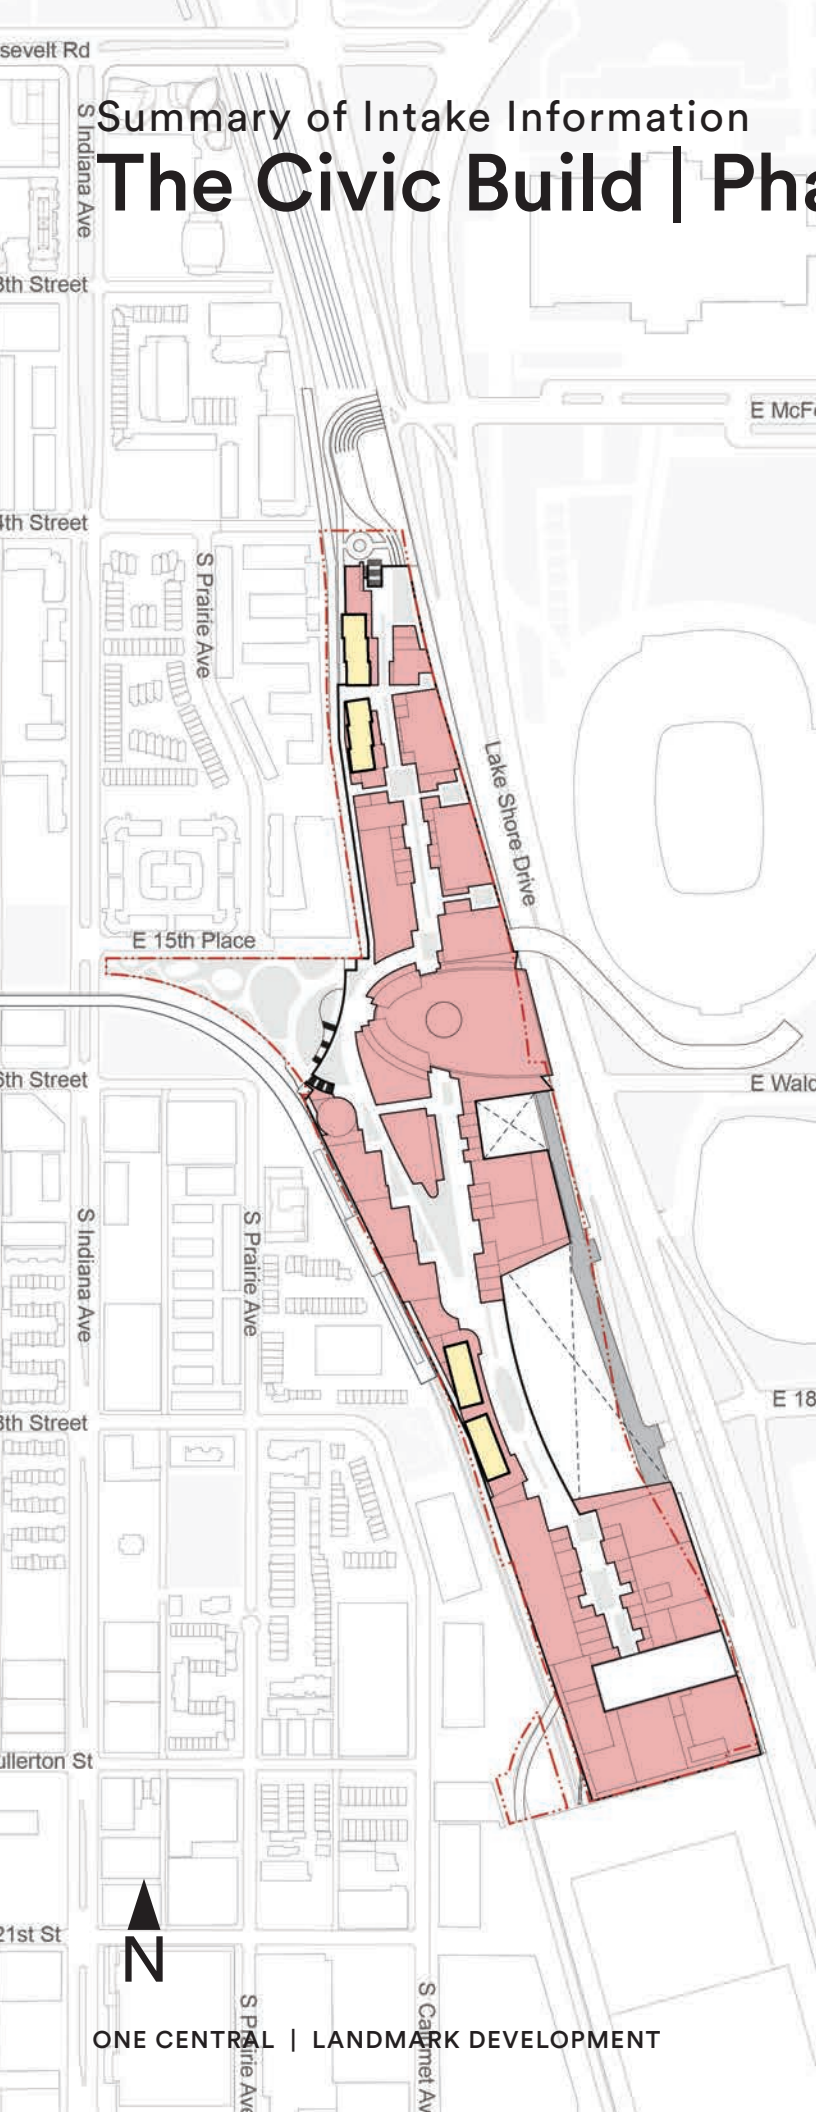 sevelt Rd
S Indiana Ave
Summary of Intake Information
The Civic Build | Pha
8th Street
E McFe
4th Street
S Prairie Ave
Lake Shore Drive
E 15th Place
6th Street
E Wald
S Indiana Ave
S Prairie Ave
E 18
8th Street
ullerton St
21st St
N
S Prairie Ave
S Calumet Av
ONE CENTRAL | LANDMARK DEVELOPMENT